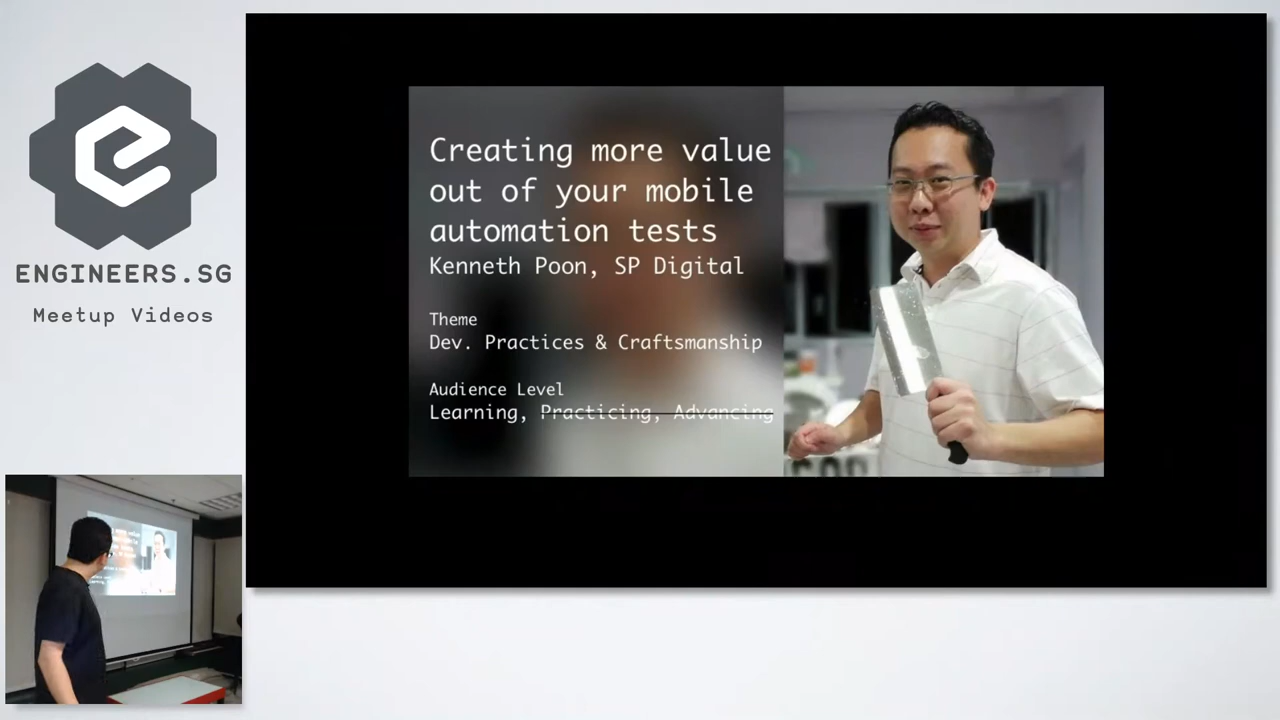 ENGINEERS.SG
Meetup Videos
Creating more value
out of your mobile
automation tests
Kenneth Poon, SP Digital
Theme
Dev. Practices & Craftsmanship
Audience Level
Learning, Practicing, Advancing